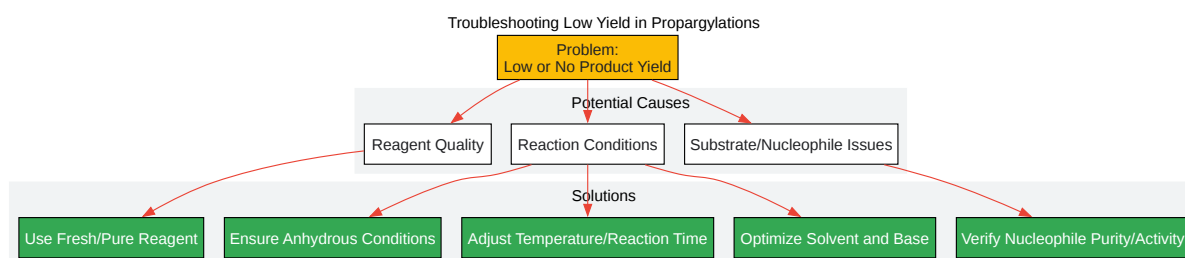 Troubleshooting Low Yield in Propargylations
Problem:
Low or No Product Yield
Potential Causes
Reagent Quality
Reaction Conditions
Substrate/Nucleophile Issues
Solutions
Use Fresh/Pure Reagent
Ensure Anhydrous Conditions
Adjust Temperature/Reaction Time
Optimize Solvent and Base
Verify Nucleophile Purity/Activity